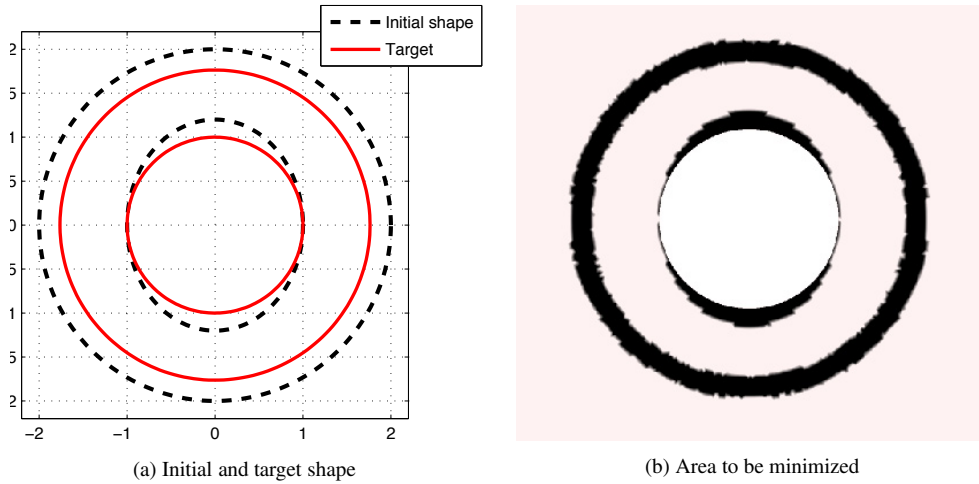 Initial shape
Target
2
5
1
5
0
5
1
5
2
−2 −1 0 1 2
(a) Initial and target shape
(b) Area to be minimized